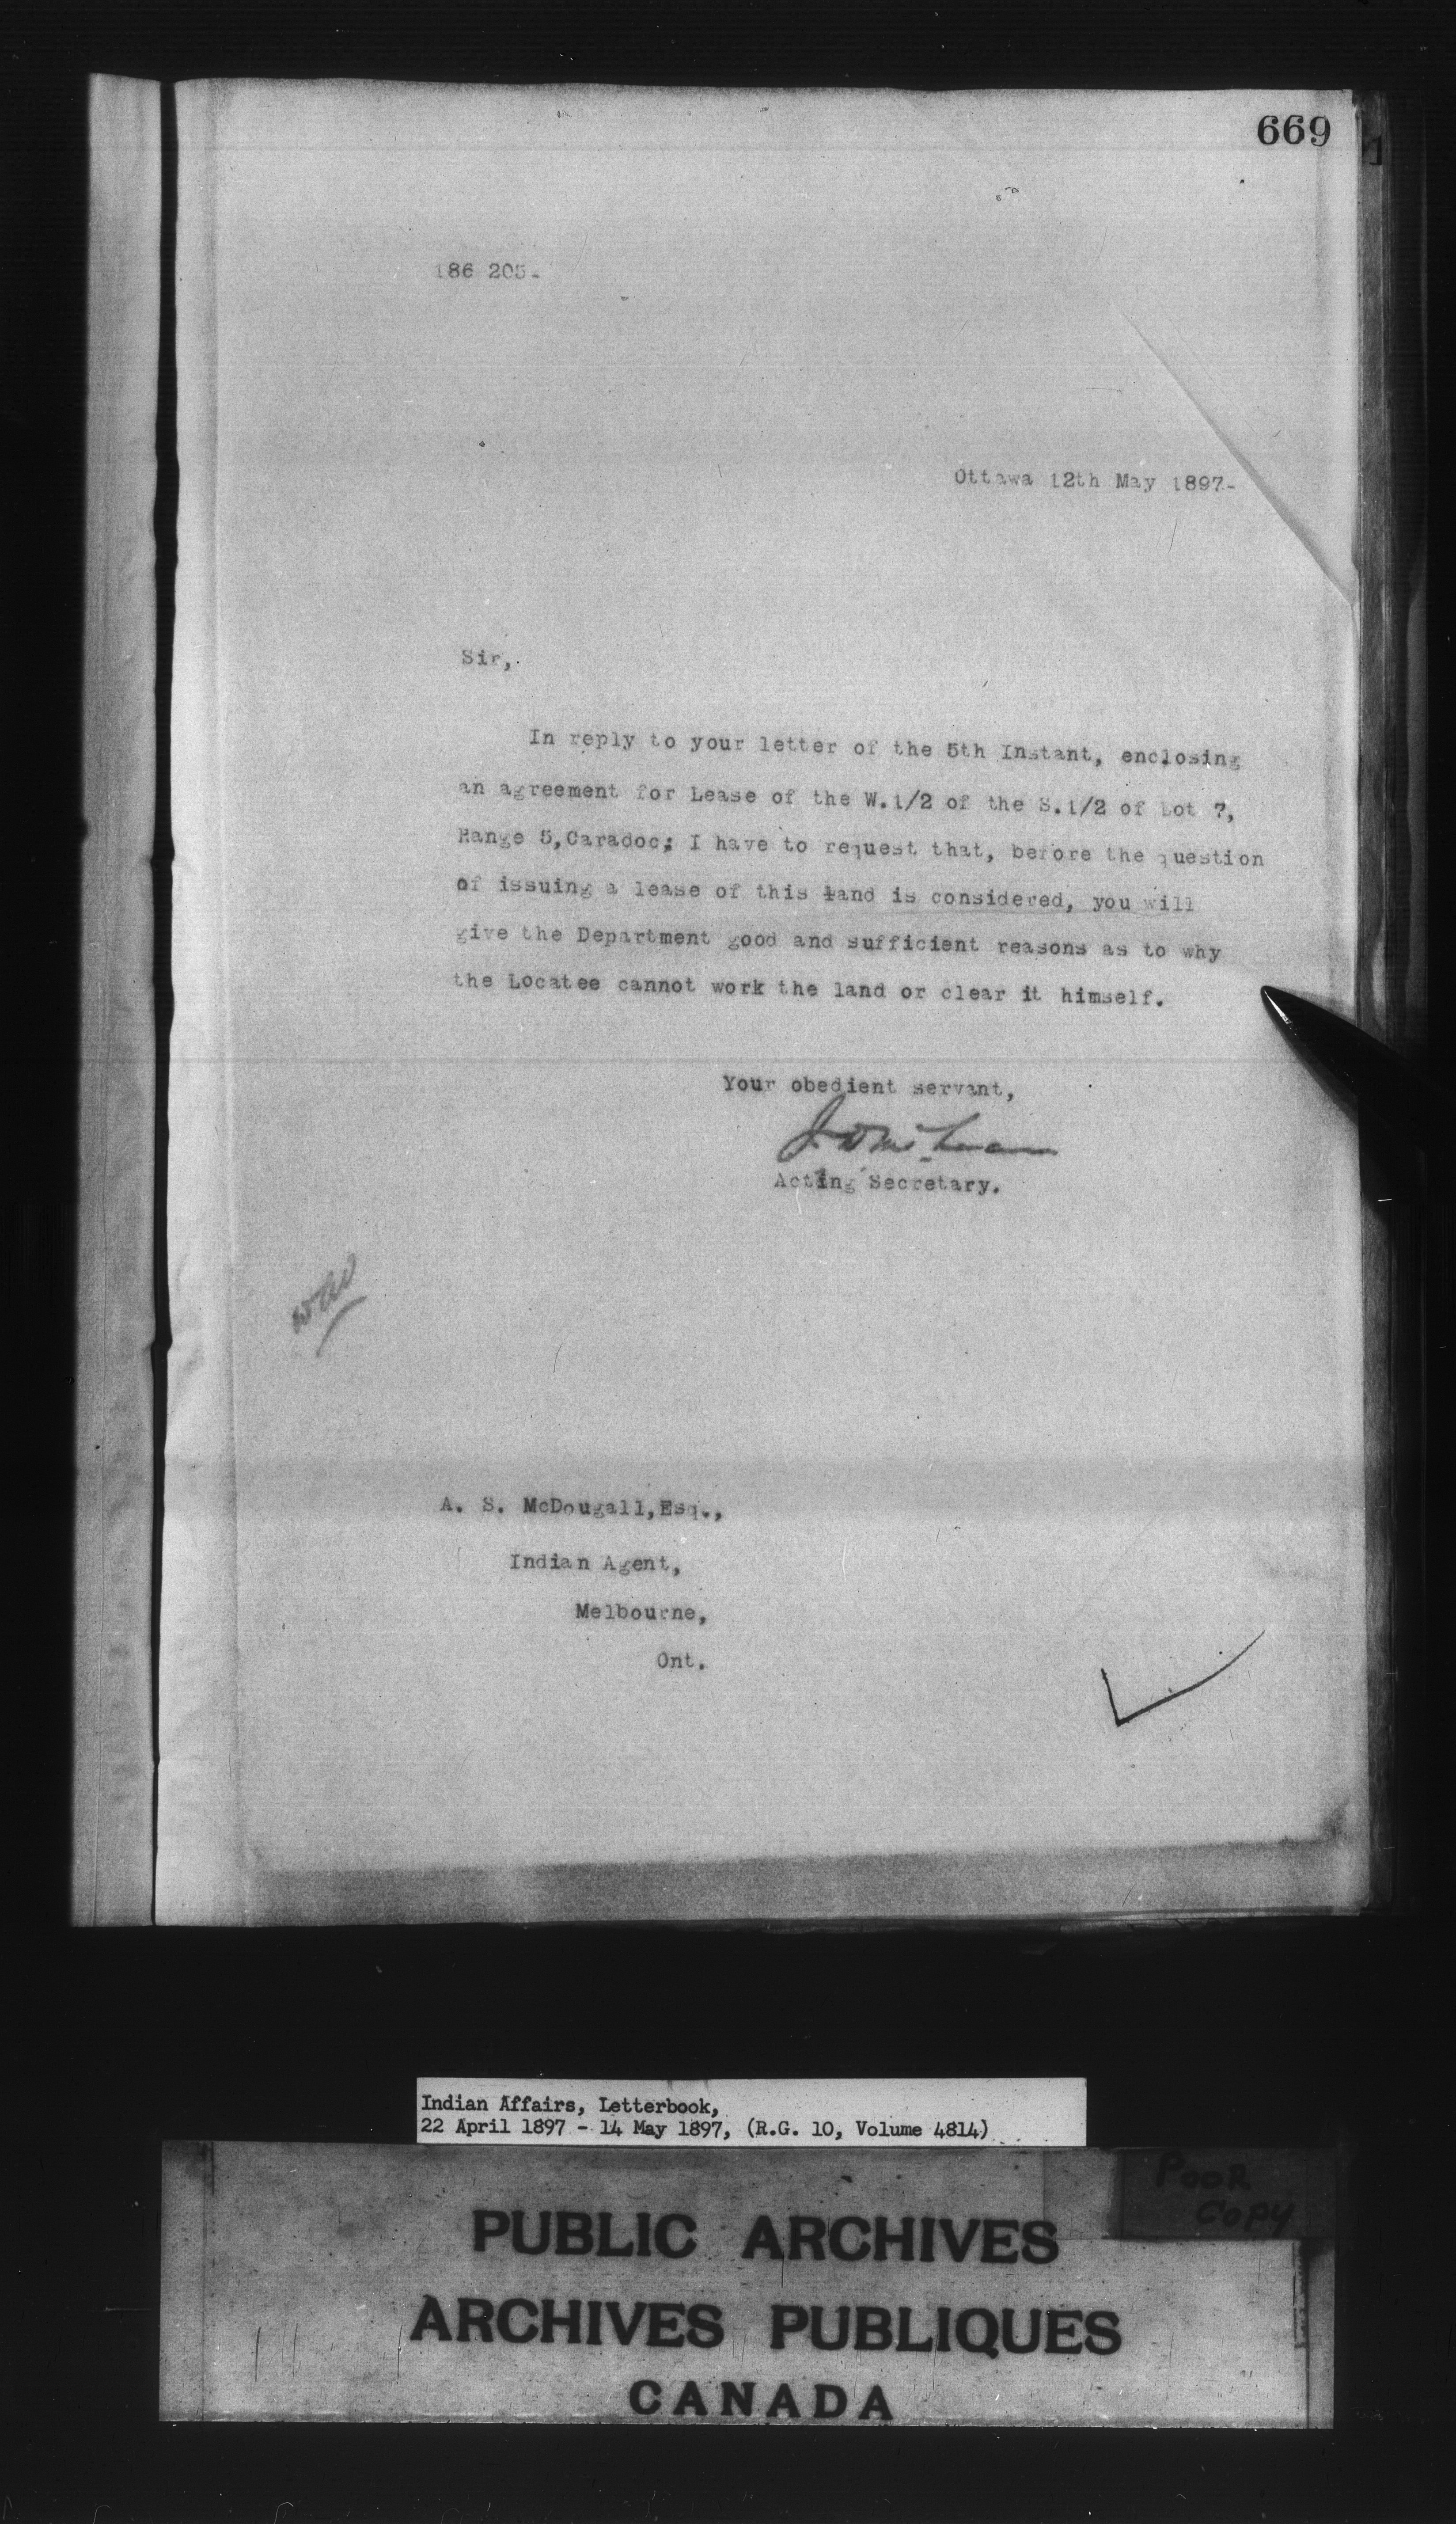 669
186 205-
Ottawa 12th May 1897-
Sir,
In reply to your letter of the 5th Instant, enclosing
an agreement for Lease of the W.1/2 of the S.1/2 of Lot 7,
Range 5,Caradoc; I have to request that, before the question
of issuing a lease of this land is considered, you will
give the Department good and sufficient reasons as to why
the Locatee cannot work the land or clear it himself.
Your obedient servant,
J D McLean
Acting Secretary.
A. S. McDougall,Esq.,
Indian Agent,
Melbourne,
Ont.
Indian Affairs, Letterbook,
22 April 1897 - 14 May 1897, (R.G. 10, Volume 4814)
POOR
COPY
PUBLIC ARCHIVES
ARCHIVES PUBLIQUES
CANADA